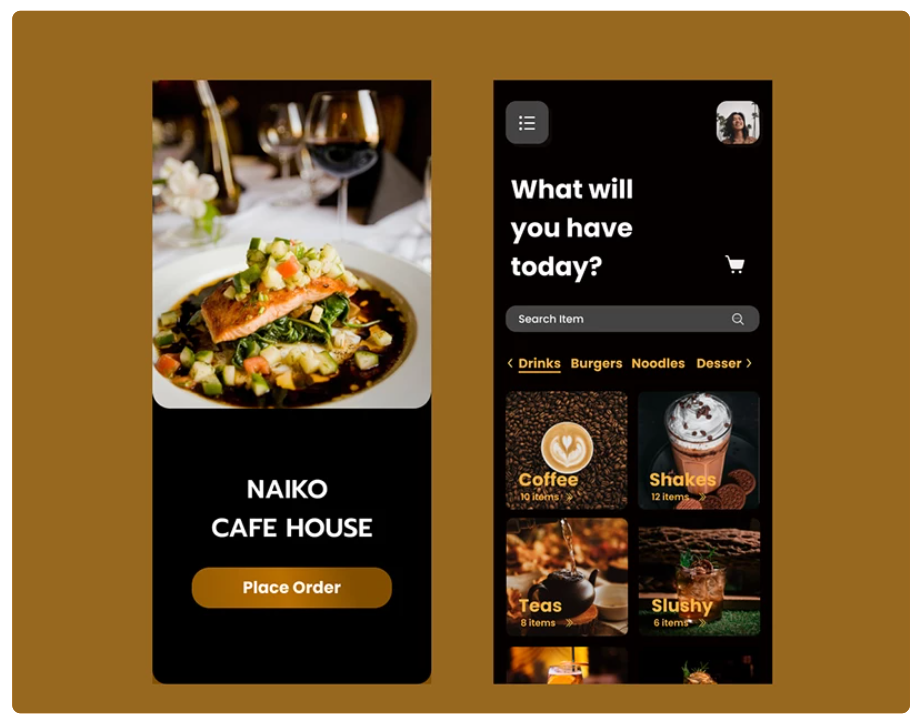 NAIKO
CAFE HOUSE
Place Order
What will
you have
today?
Search Item
Drinks Burgers Noodles Desser
Coffee
10 items
Shakes
12 items
Teas
8 items
Slushy
6 items